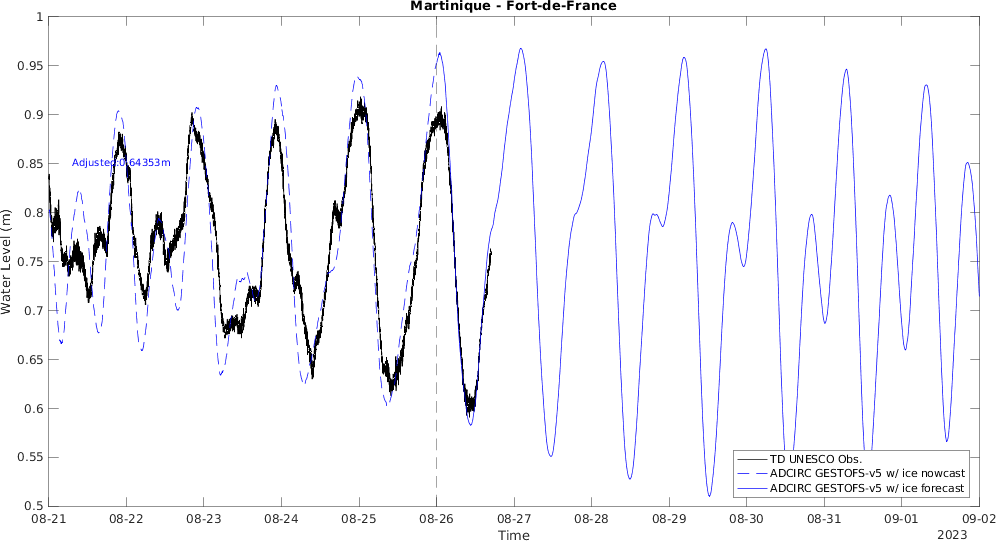 Martinique - Fort-de-France
Water Level (m)
1
0.95
0.9
0.85
0.8
0.75
0.7
0.65
0.6
0.55
0.5
Adjusted:0.64353m
TD UNESCO Obs.
ADCIRC GESTOFS-v5 w/ ice nowcast
ADCIRC GESTOFS-v5 w/ ice forecast
08-21 08-22 08-23 08-24 08-25 08-26 08-27 08-28 08-29 08-30 08-31 09-01 09-02
Time
2023